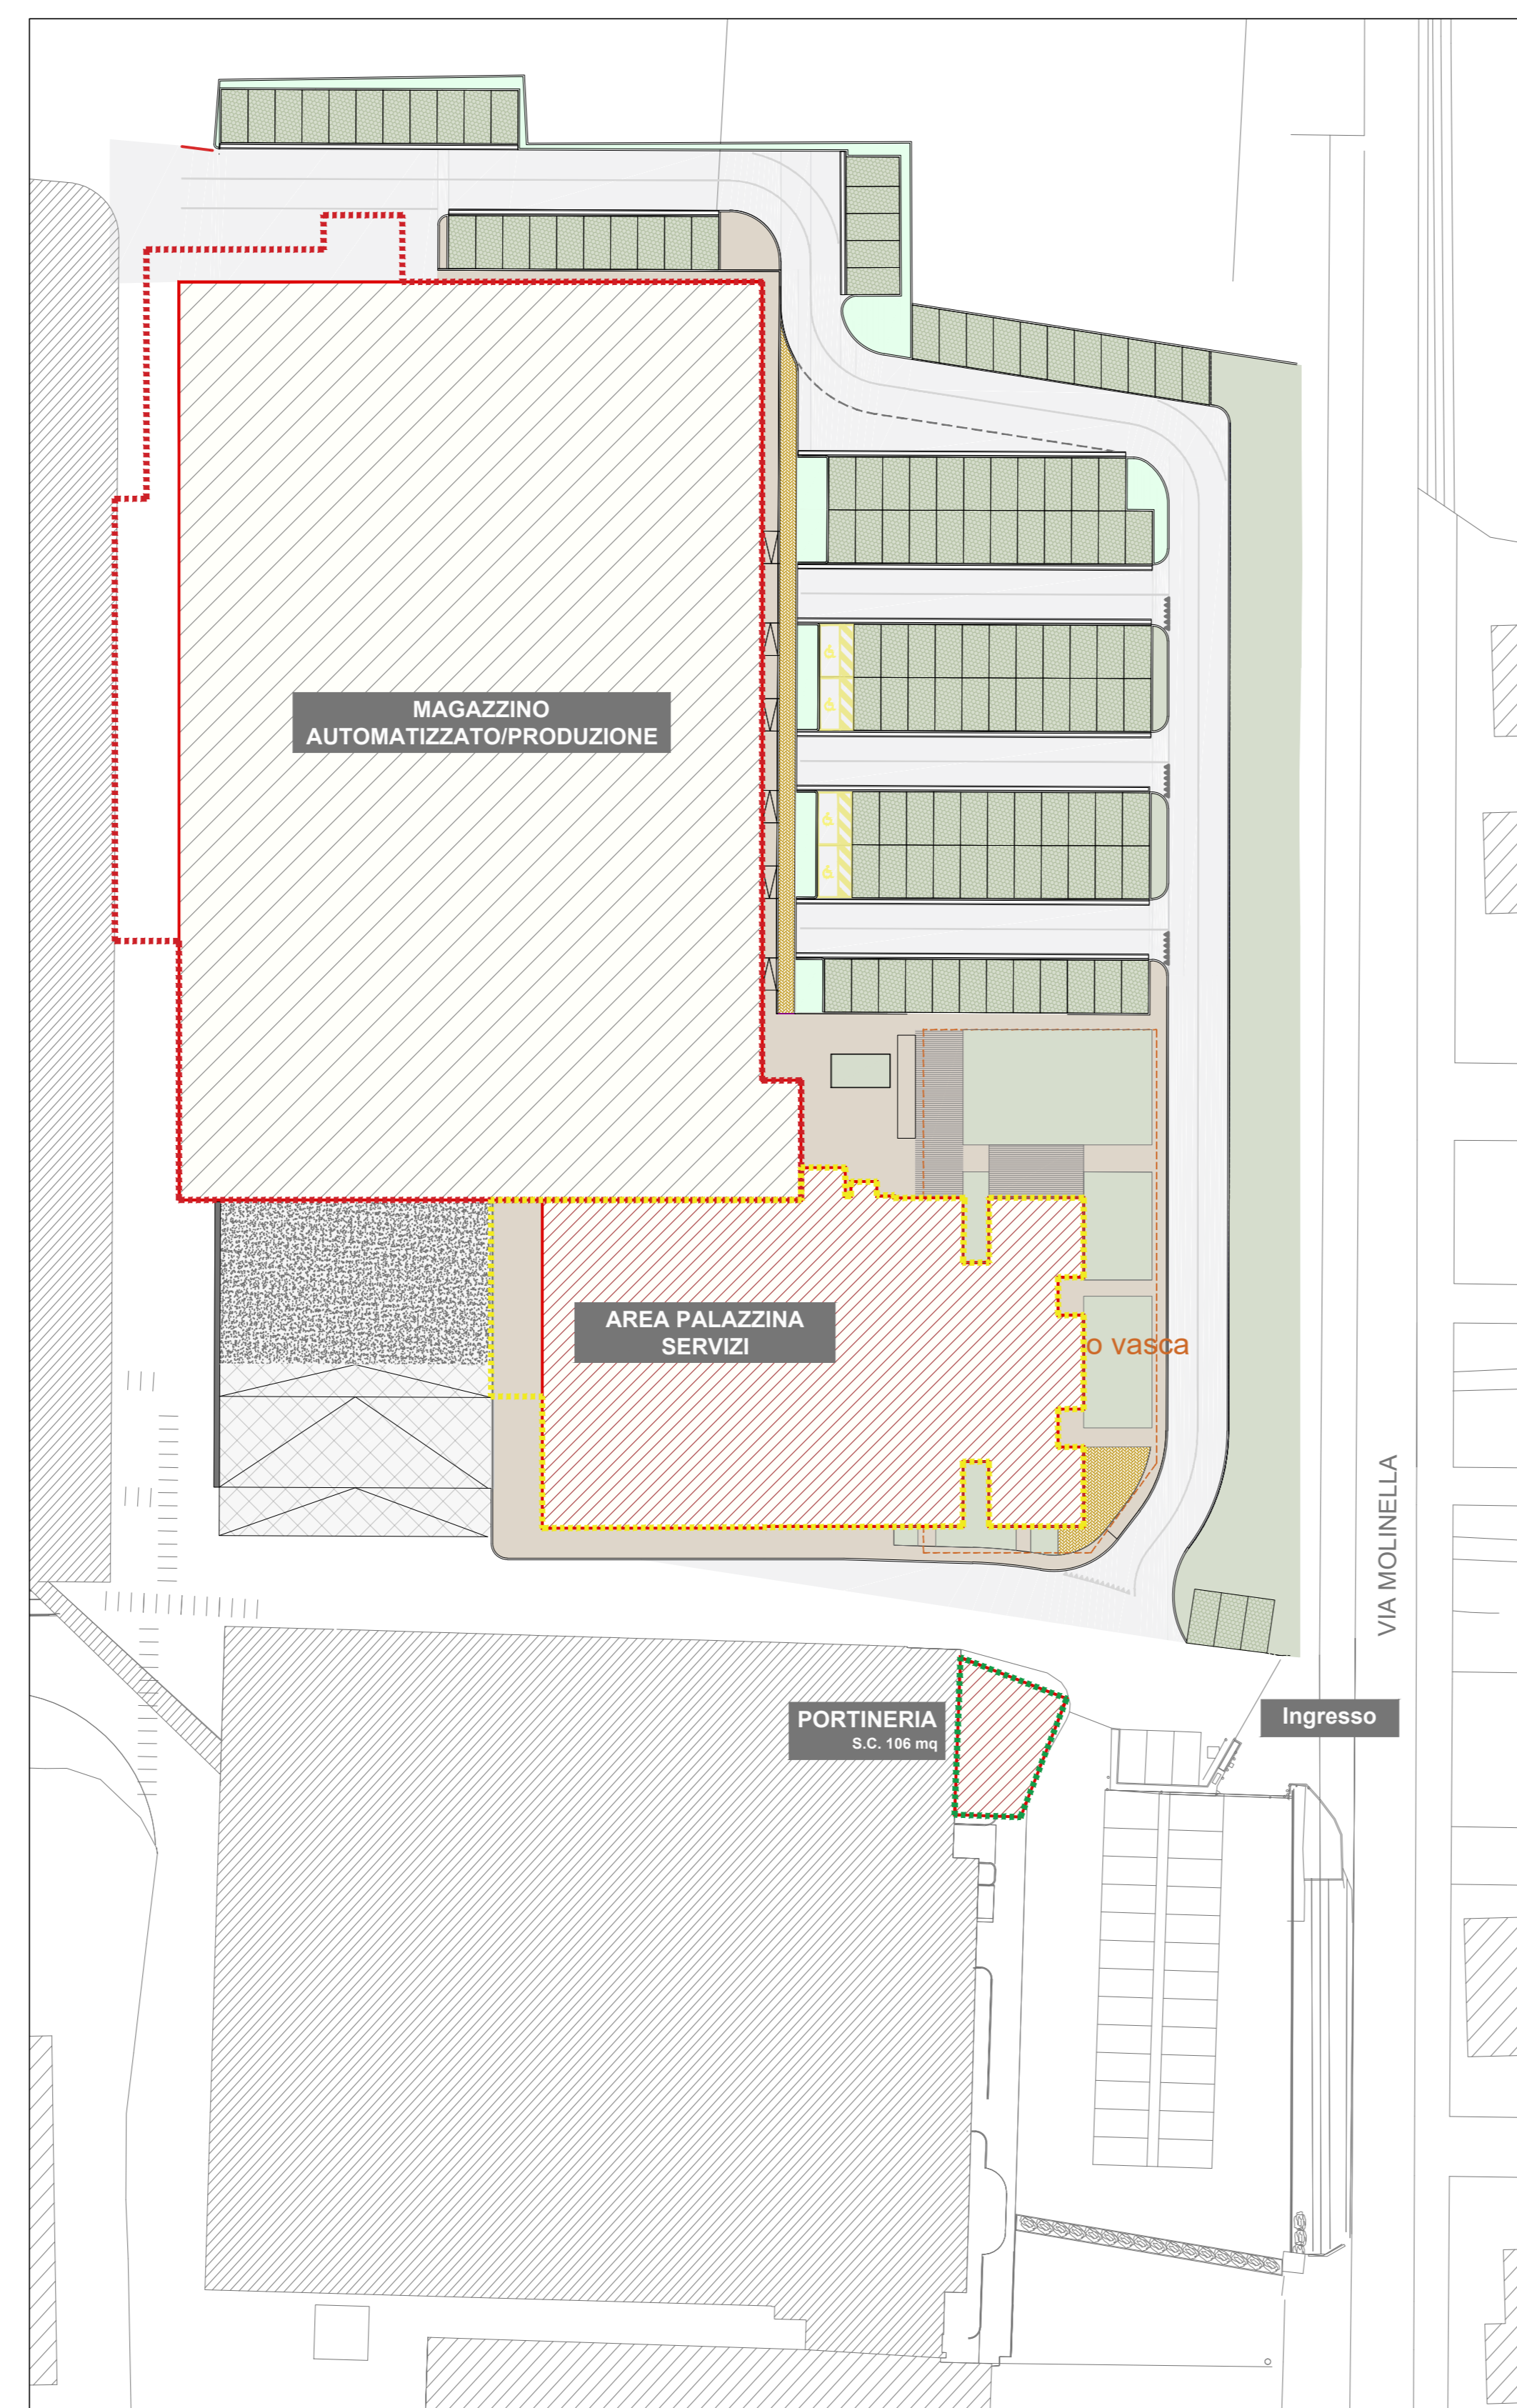 MAGAZZINO
AUTOMATIZZATO/PRODUZIONE
AREA PALAZZINA
SERVIZI
o vasca
VIA MOLINELLA
PORTINERIA
S.C. 106 mq
Ingresso